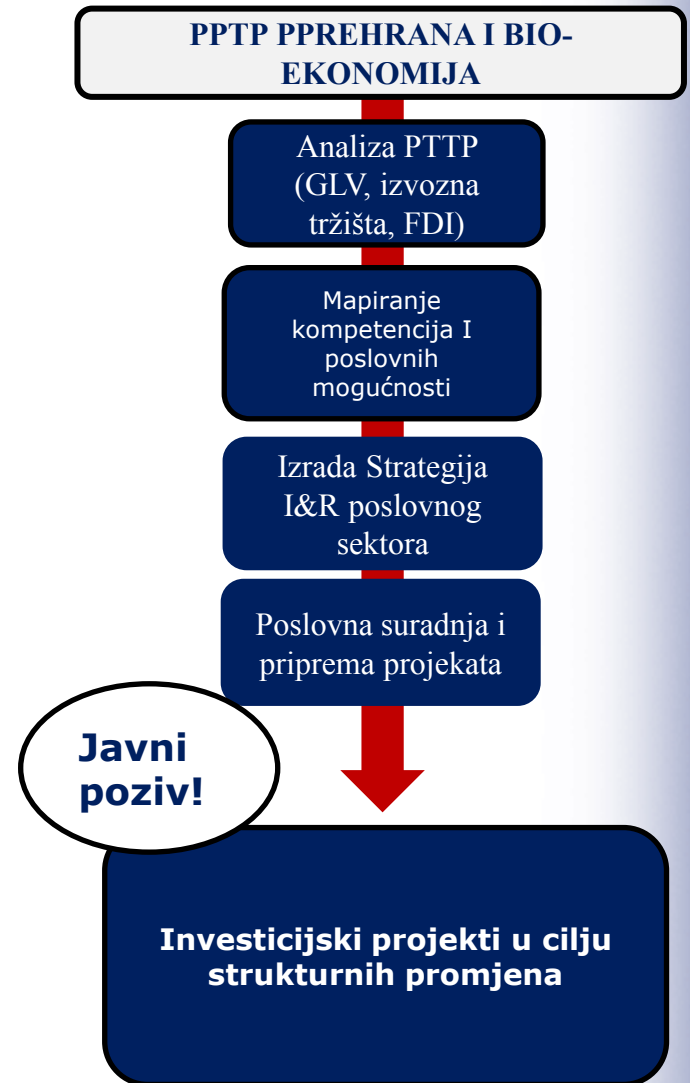 PPTP PPREHRANA I BIO-
EKONOMIJA
Analiza PTTP
(GLV, izvozna
tržišta, FDI)
Mapiranje
kompetencija I
poslovnih
mogućnosti
Izrada Strategija
I&R poslovnog
sektora
Poslovna suradnja i
priprema projekata
Javni
poziv!
Investicijski projekti u cilju
strukturnih promjena